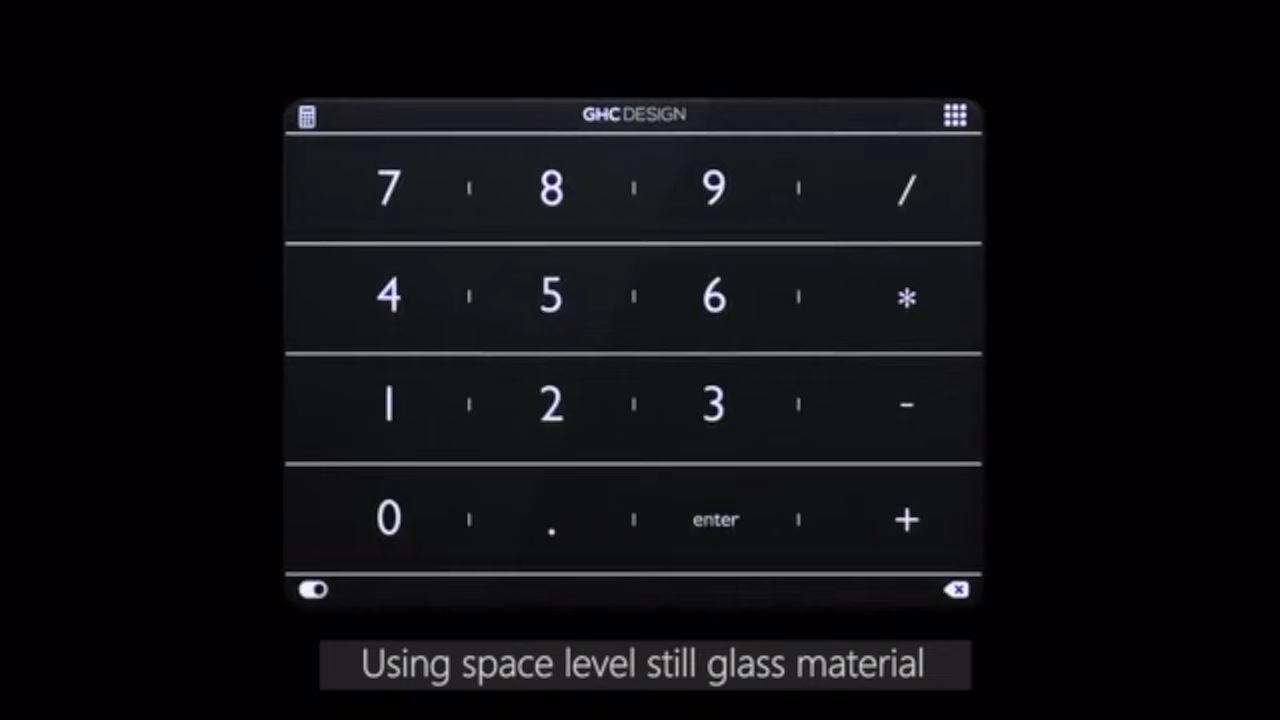 GHC DESIGN
7 8 9 /
4 5 6 *
1 2 3 -
0 . enter +
Using space level still glass material